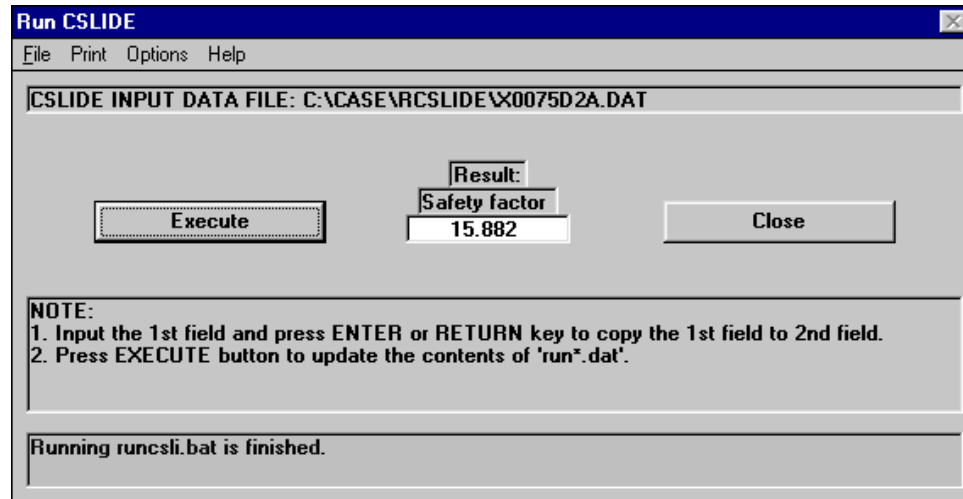 Run CSLIDE
File Print Options Help
CSLIDE INPUT DATA FILE: C:\CASE\RCSLIDE\X0075D2A.DAT
Result:
Safety factor
Execute
15.882
Close
NOTE:
1. Input the 1st field and press ENTER or RETURN key to copy the 1st field to 2nd field.
2. Press EXECUTE button to update the contents of 'run*.dat'.
Running runcsli.bat is finished.